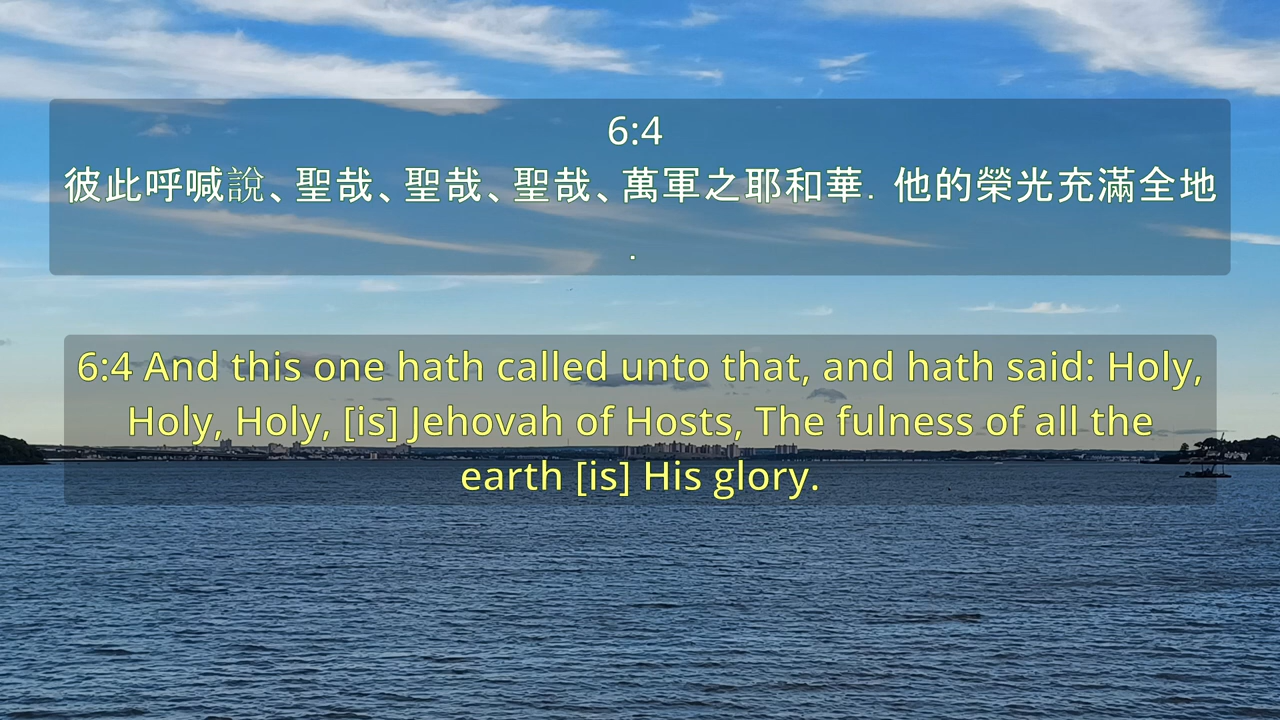 6:4
彼此呼喊說、聖哉、聖哉、聖哉、萬軍之耶和華．他的榮光充滿全地
．
6:4 And this one hath called unto that, and hath said: Holy,
Holy, Holy, [is] Jehovah of Hosts, The fulness of all the
earth [is] His glory.